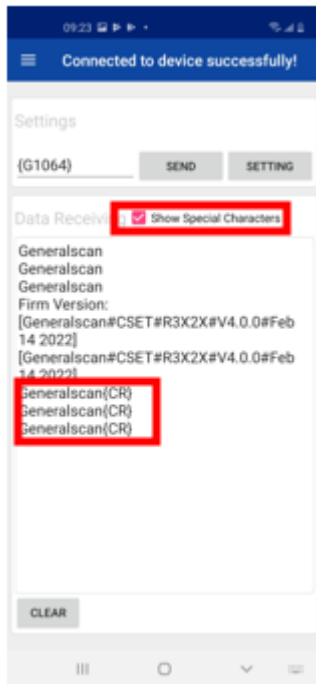 09:23
Connected to device successfully!
Settings
{G1064} SEND SETTING
Data Receiving Show Special Characters
Generalscan
Generalscan
Generalscan
Firm Version:
[Generalscan#CSET#R3X2X#V4.0.0#Feb
14 2022]
[Generalscan#CSET#R3X2X#V4.0.0#Feb
14 2022]
Generalscan{CR}
Generalscan{CR}
Generalscan{CR}
CLEAR